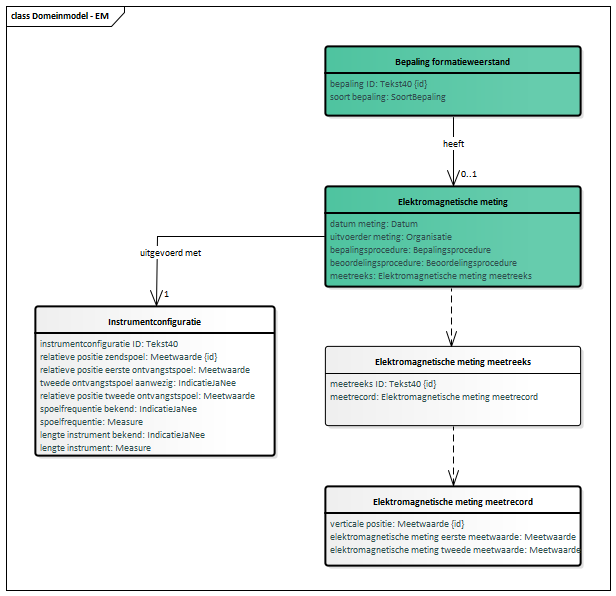 class Domeinmodel - EM
Bepaling formatieweerstand
bepaling ID: Tekst40 {id}
soort bepaling: SoortBepaling
heeft
0..1
Elektromagnetische meting
datum meting: Datum
uitvoerder meting: Organisatie
bepalingsprocedure: Bepalingsprocedure
beoordelingsprocedure: Beoordelingsprocedure
meetreeks: Elektromagnetische meting meetreeks
uitgevoerd met
1
Instrumentconfiguratie
instrumentconfiguratie ID: Tekst40
relatieve positie zendspoel: Meetwaarde {id}
relatieve positie eerste ontvangstspoel: Meetwaarde
tweede ontvangstspoel aanwezig: IndicatieJaNee
relatieve positie tweede ontvangstspoel: Meetwaarde
spoelfrequentie bekend: IndicatieJaNee
spoelfrequentie: Measure
lengte instrument bekend: IndicatieJaNee
lengte instrument: Measure
Elektromagnetische meting meetreeks
meetreeks ID: Tekst40 {id}
meetrecord: Elektromagnetische meting meetrecord
Elektromagnetische meting meetrecord
verticale positie: Meetwaarde {id}
elektromagnetische meting eerste meetwaarde: Meetwaarde
elektromagnetische meting tweede meetwaarde: Meetwaarde